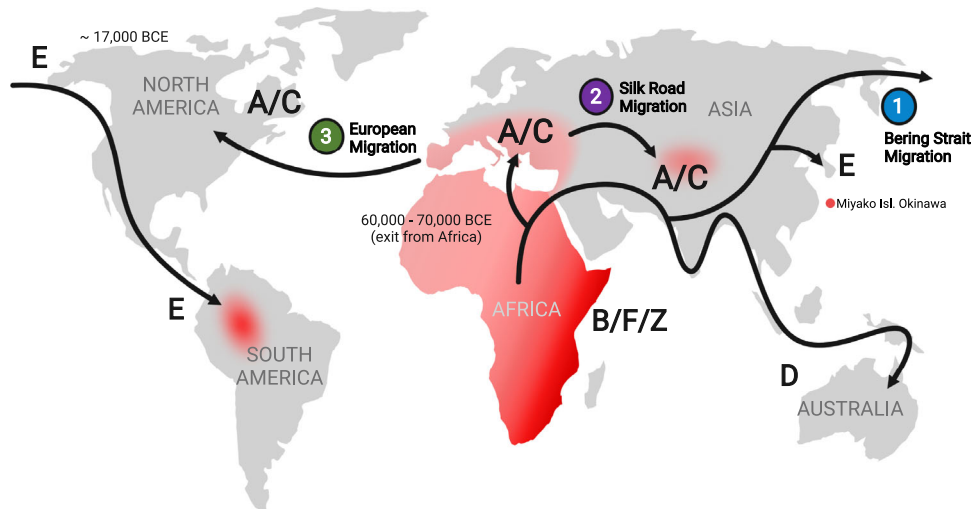 ~ 17,000 BCE
E
NORTH
AMERICA
A/C
3
European
Migration
A/C
2
Silk Road
Migration
ASIA
1
Bering Strait
Migration
A/C
E
Miyako Isl. Okinawa
60,000 - 70,000 BCE
(exit from Africa)
AFRICA
B/F/Z
E
SOUTH
AMERICA
D
AUSTRALIA